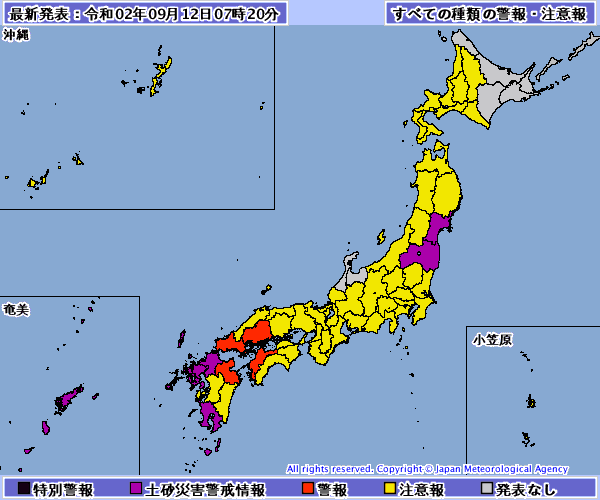 最新発表：令和02年09月12日07時20分
すべての種類の警報・注意報
沖縄
奄美
小笠原
All rights reserved. Copyright © Japan Meteorological Agency
特別警報 土砂災害警戒情報 警報 注意報 発表なし